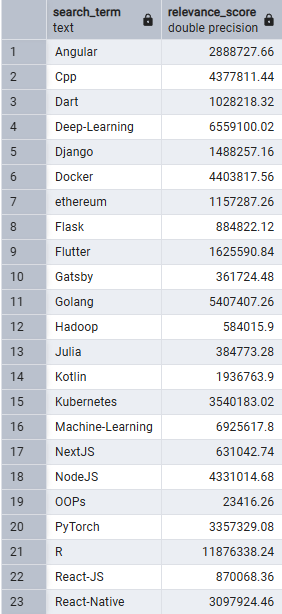 search_term relevance_score
text double precision
1 Angular 2888727.66
2 Cpp 4377811.44
3 Dart 1028218.32
4 Deep-Learning 6559100.02
5 Django 1488257.16
6 Docker 4403817.56
7 ethereum 1157287.26
8 Flask 884822.12
9 Flutter 1625590.84
10 Gatsby 361724.48
11 Golang 5407407.26
12 Hadoop 584015.9
13 Julia 384773.28
14 Kotlin 1936763.9
15 Kubernetes 3540183.02
16 Machine-Learning 6925617.8
17 NextJS 631042.74
18 NodeJS 4331014.68
19 OOPs 23416.26
20 PyTorch 3357329.08
21 R 11876338.24
22 React-JS 870068.36
23 React-Native 3097924.46